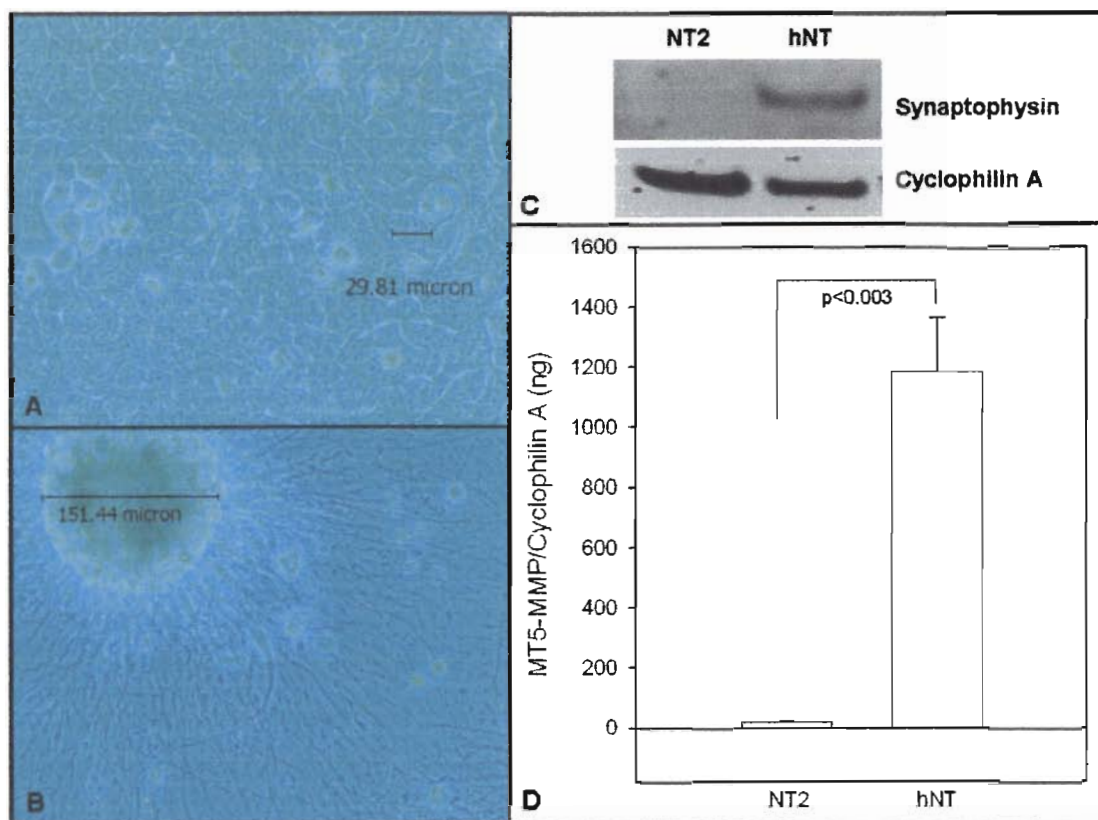 29.81 micron
A
151.44 micron
B
NT2 hNT
Synaptophysin
Cyclophilin A
C
1600
1400
1200
1000
800
600
400
200
0
MT5-MMP/Cyclophilin A (ng)
p<0.003
NT2 hNT
D